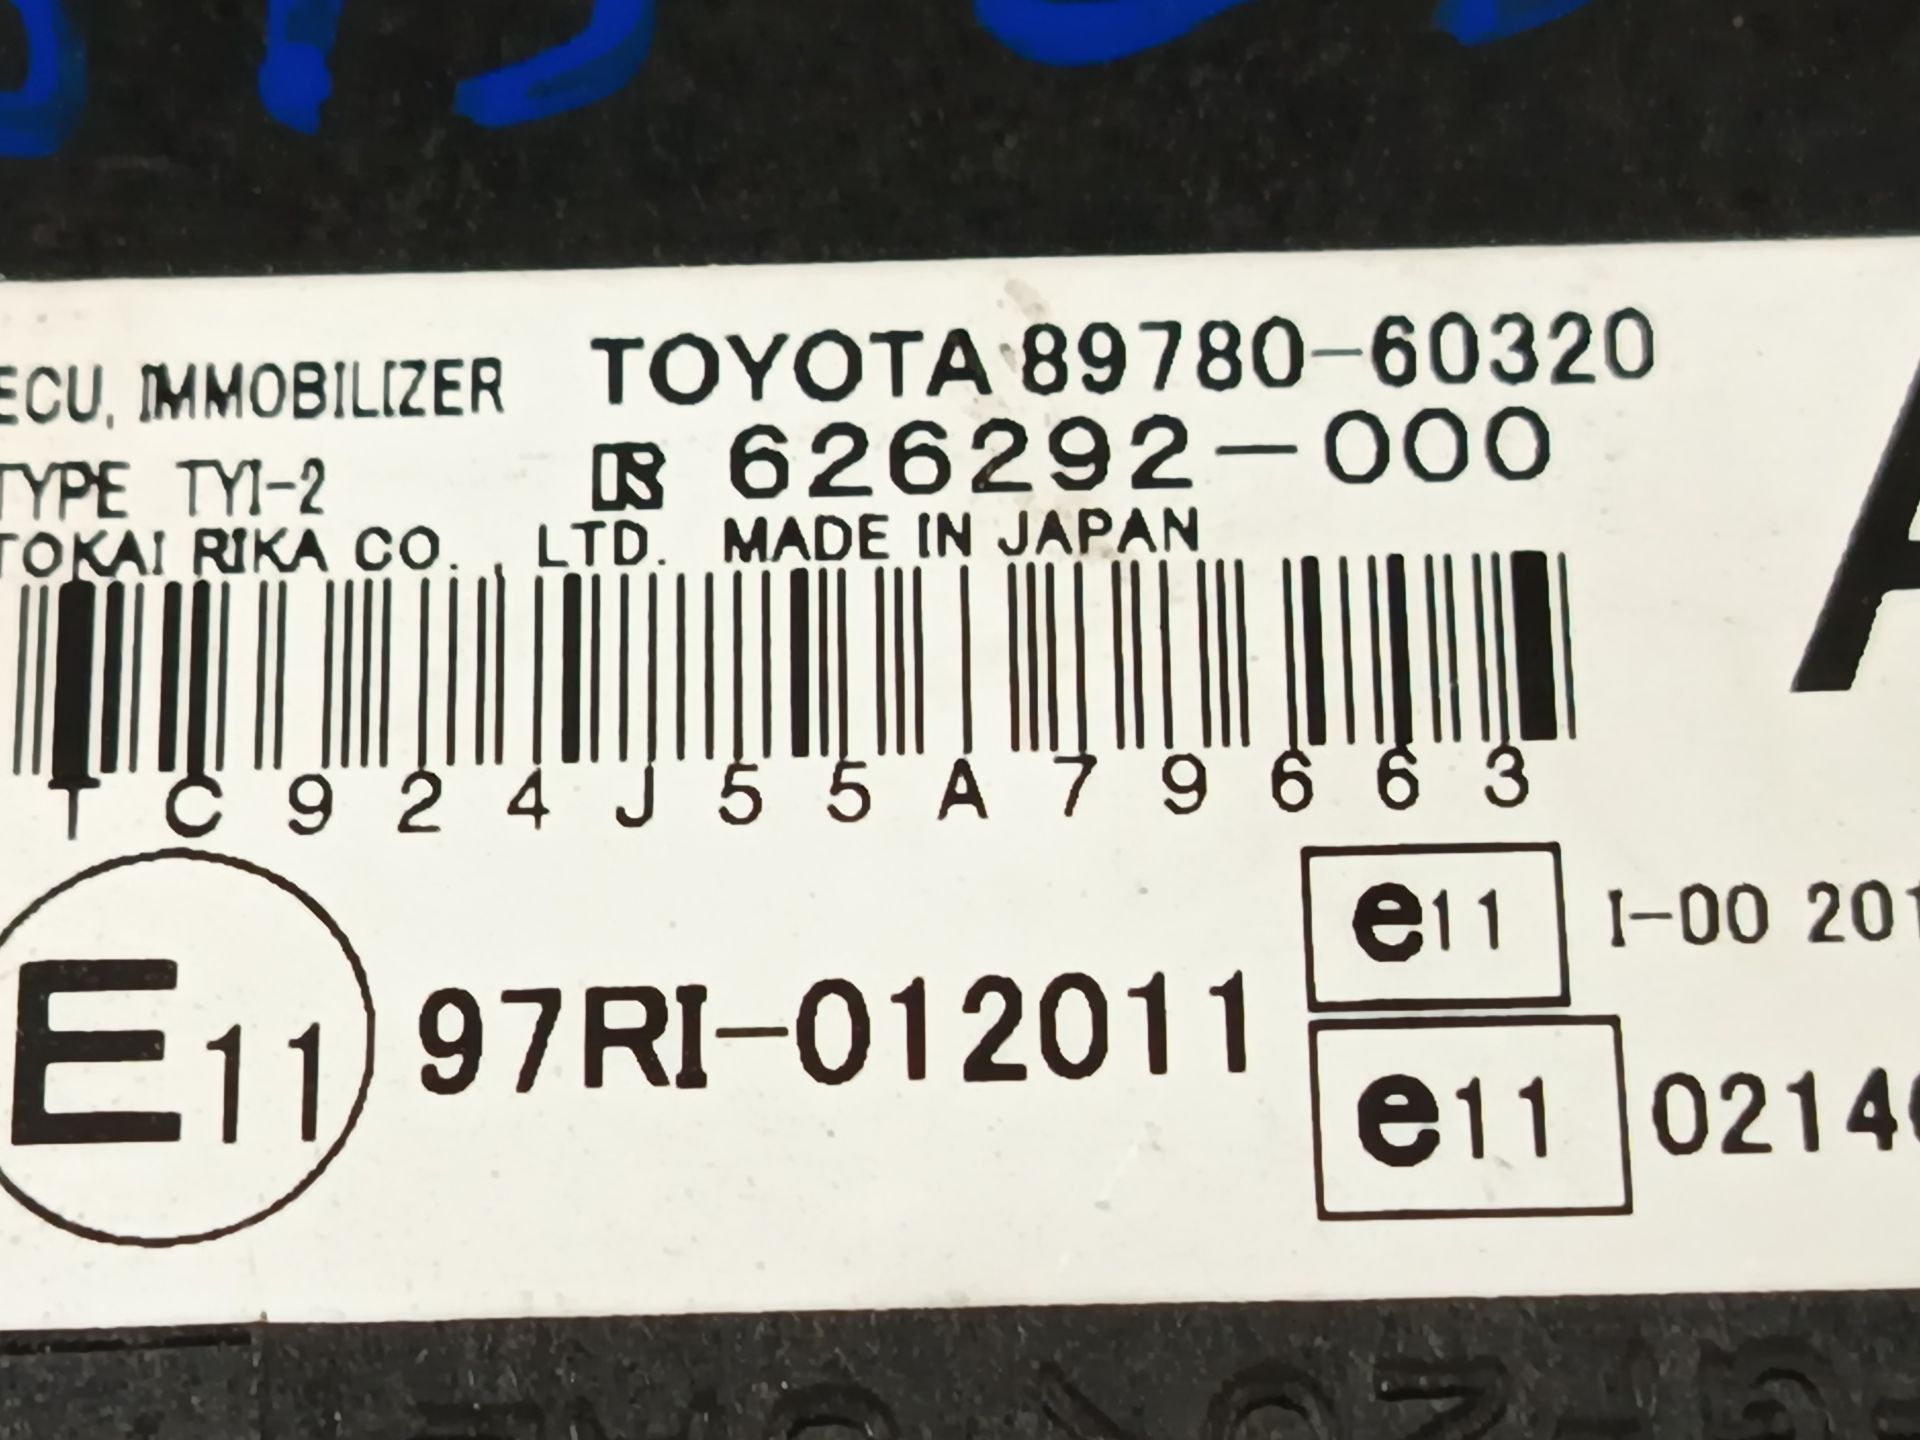 ECU, IMMOBILIZER TOYOTA 89780-60320
TYPE TYI-2 626292-000
TOKAI RIKA CO., LTD. MADE IN JAPAN
TC924J55A79663
E11 97RI-012011
e11 I-00 201
e11 0214
A